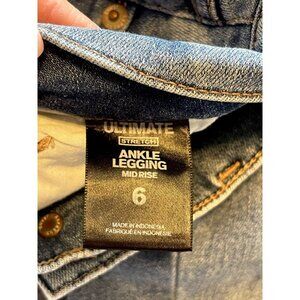 ULTIMATE
STRETCH
ANKLE
LEGGING
MID RISE
6
MADE IN INDONESIA
FABRIQUÉ EN INDONÉSIE